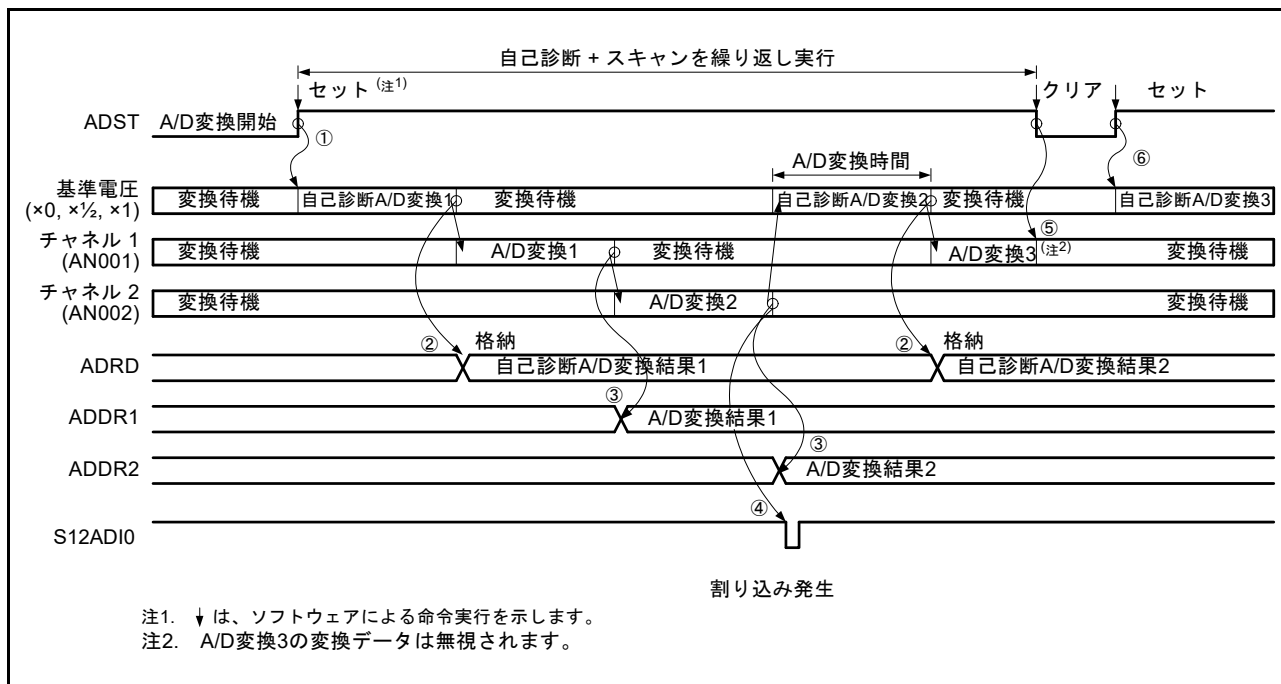 自己診断 + スキャンを繰り返し実行
セット (注1)
クリア
セット
ADST
A/D変換開始
①
⑥
A/D変換時間
基準電圧
(×0, ×½, ×1)
変換待機
自己診断A/D変換1
変換待機
自己診断A/D変換2
変換待機
自己診断A/D変換3
⑤
チャネル 1
(AN001)
変換待機
A/D変換1
変換待機
A/D変換3 (注2)
変換待機
チャネル 2
(AN002)
変換待機
A/D変換2
変換待機
ADRD
②
格納
自己診断A/D変換結果1
②
格納
自己診断A/D変換結果2
ADDR1
③
A/D変換結果1
ADDR2
③
A/D変換結果2
S12ADI0
④
割り込み発生
注1. ↓ は、ソフトウェアによる命令実行を示します。
注2. A/D変換3の変換データは無視されます。